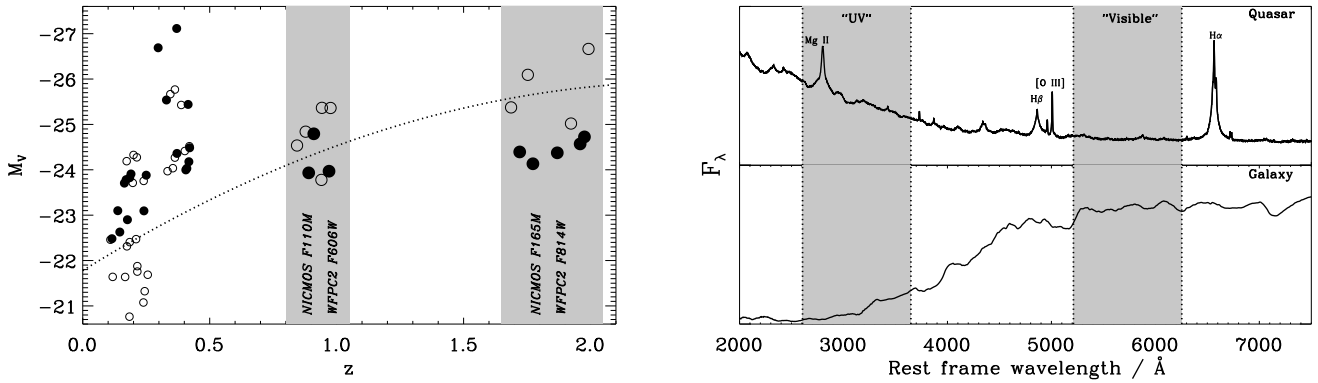 -27
-26
-25
-24
-23
-22
-21
M_V
0.0 0.5 1.0 1.5 2.0
z
NICMOS F110M
WFPC2 F606W
NICMOS F165M
WFPC2 F814W
"UV" "Visible" Quasar
Mg II
[O III]
Hβ
Hα
F_λ
Galaxy
2000 3000 4000 5000 6000 7000
Rest frame wavelength / Å